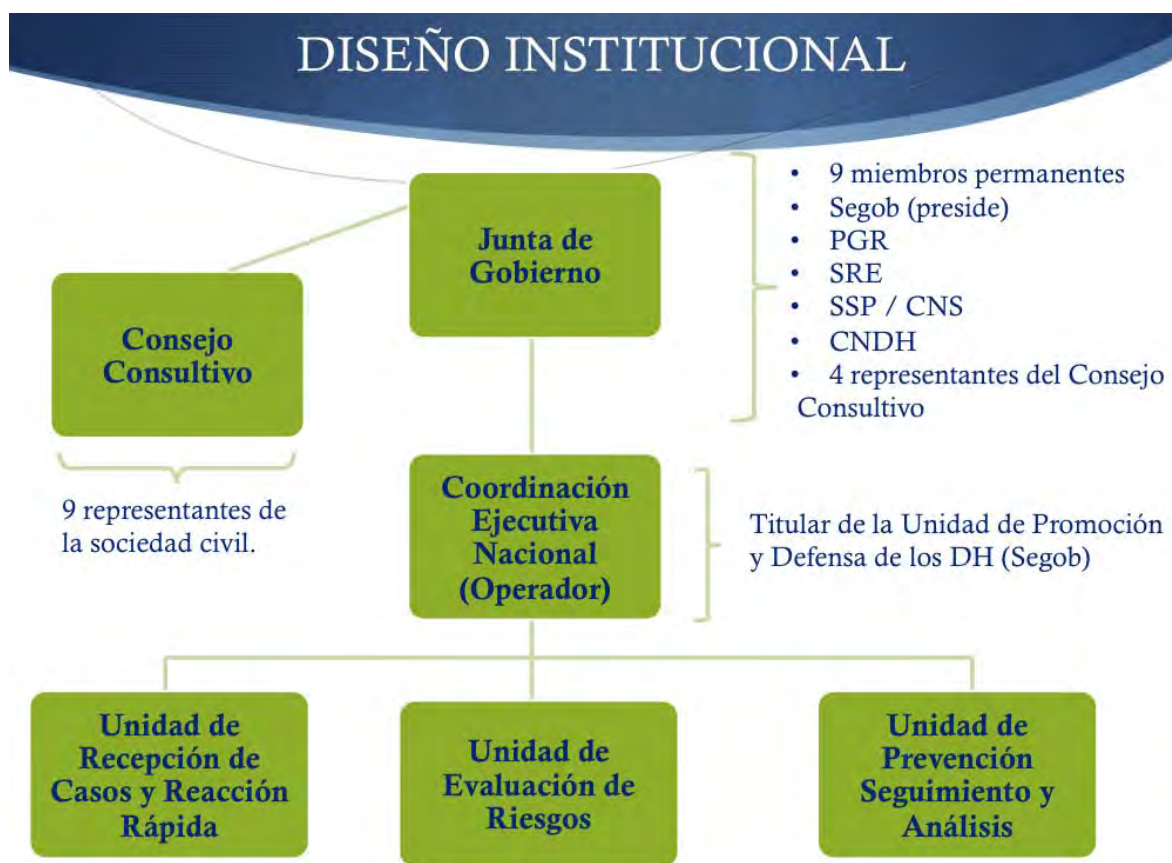 DISEÑO INSTITUCIONAL
Junta de
Gobierno
• 9 miembros permanentes
• Segob (preside)
• PGR
• SRE
• SSP / CNS
• CNDH
• 4 representantes del Consejo
Consultivo
Consejo
Consultivo
9 representantes de
la sociedad civil.
Coordinación
Ejecutiva
Nacional
(Operador)
Titular de la Unidad de Promoción
y Defensa de los DH (Segob)
Unidad de
Recepción de
Casos y Reacción
Rápida
Unidad de
Evaluación de
Riesgos
Unidad de
Prevención
Seguimiento y
Análisis